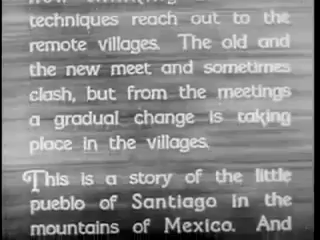 techniques reach out to the
remote villages. The old and
the new meet and sometimes
clash, but from the meetings
a gradual change is taking
place in the villages.
This is a story of the little
pueblo of Santiago in the
mountains of Mexico. And